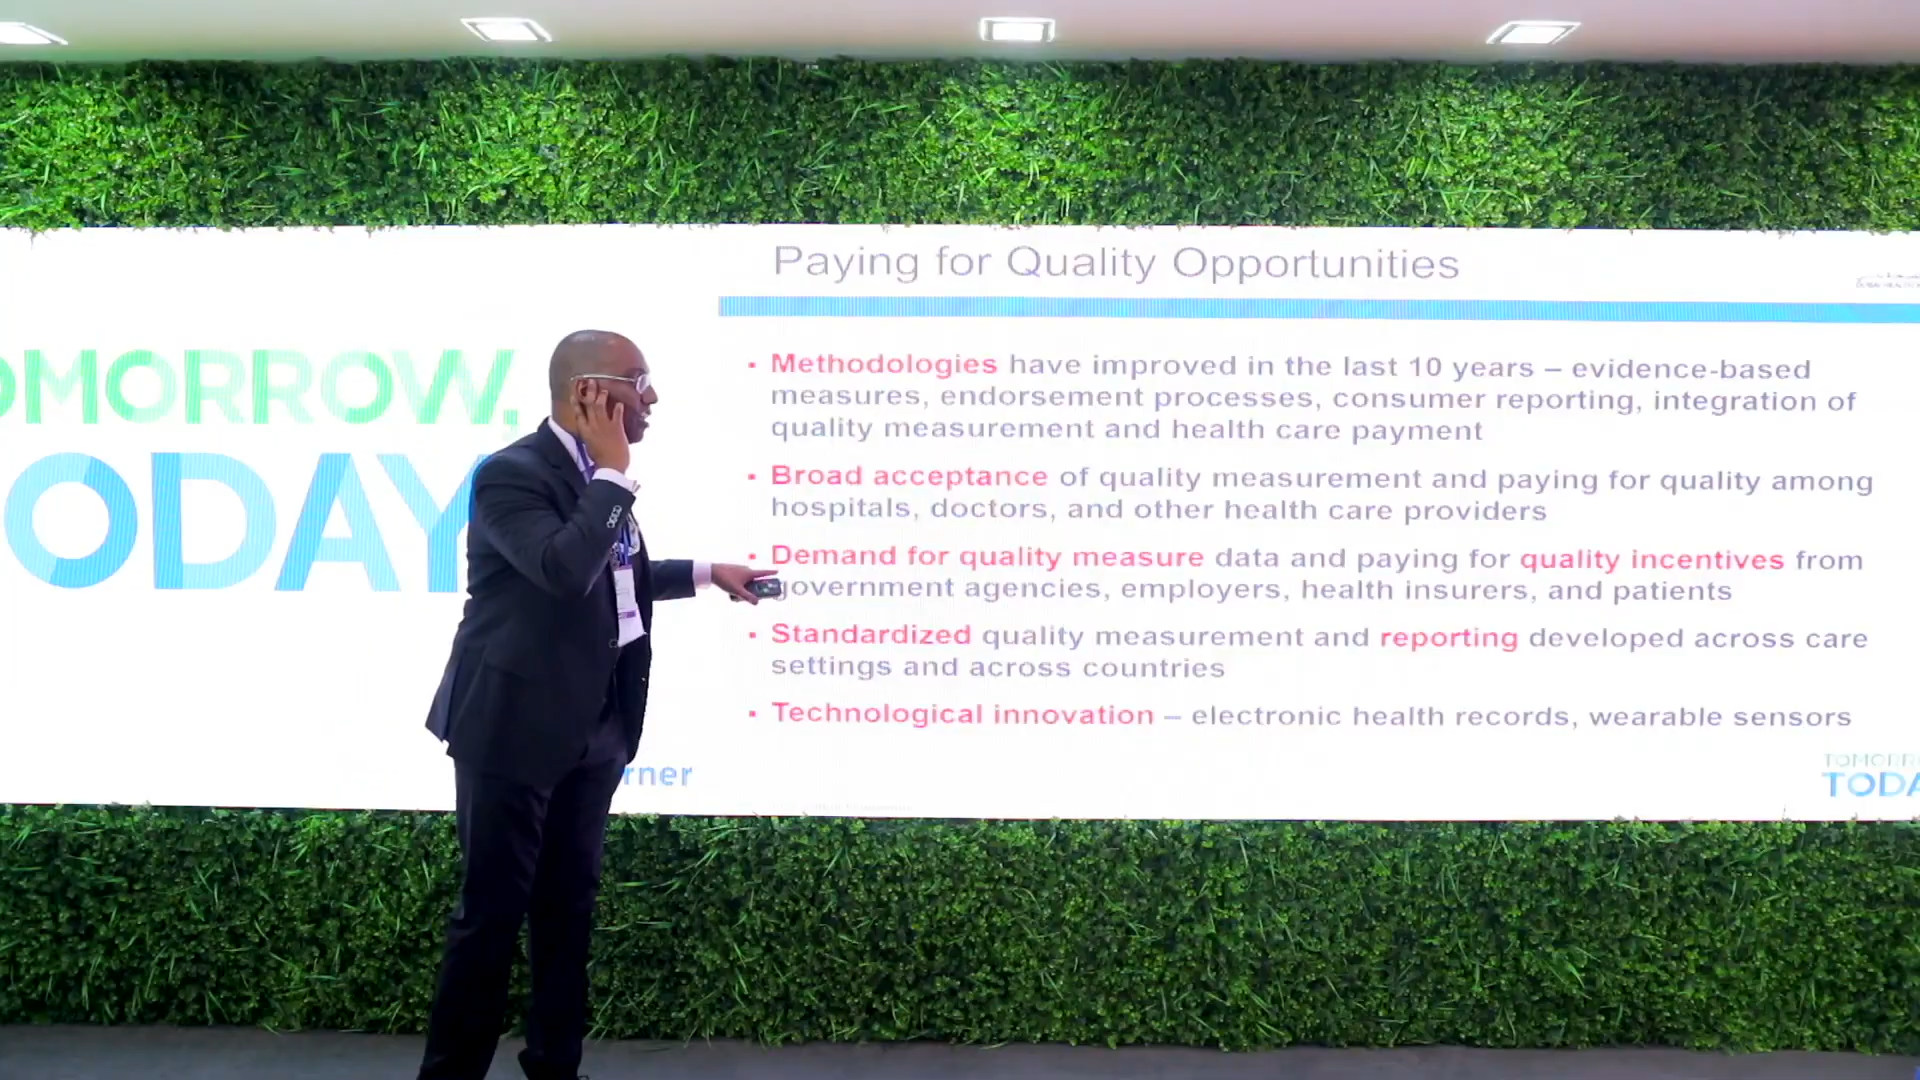 Paying for Quality Opportunities
OMORROW,
ODAY
▪ Methodologies have improved in the last 10 years – evidence-based
measures, endorsement processes, consumer reporting, integration of
quality measurement and health care payment
▪ Broad acceptance of quality measurement and paying for quality among
hospitals, doctors, and other health care providers
▪ Demand for quality measure data and paying for quality incentives from
government agencies, employers, health insurers, and patients
▪ Standardized quality measurement and reporting developed across care
settings and across countries
▪ Technological innovation – electronic health records, wearable sensors
rner
TOMORR
TODA